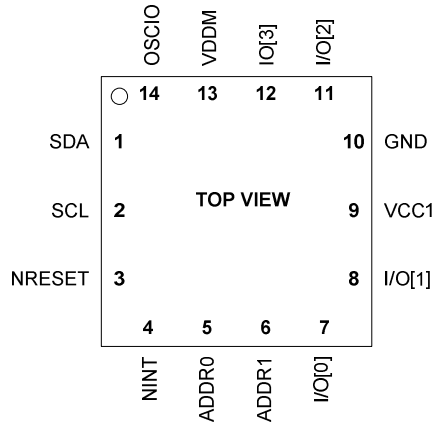 OSCIO VDDM IO[3] I/O[2]
14 13 12 11
SDA 1 10 GND
SCL 2 TOP VIEW 9 VCC1
NRESET 3 8 I/O[1]
4 5 6 7
NINT ADDR0 ADDR1 I/O[0]